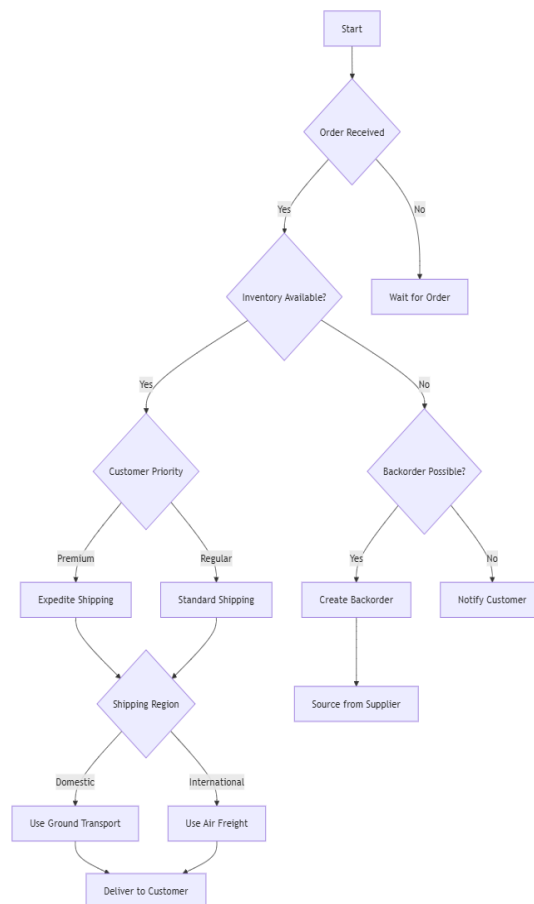 Start
Order Received
Yes
No
Inventory Available?
Wait for Order
Yes
No
Customer Priority
Backorder Possible?
Premium
Regular
Yes
No
Expedite Shipping
Standard Shipping
Create Backorder
Notify Customer
Shipping Region
Source from Supplier
Domestic
International
Use Ground Transport
Use Air Freight
Deliver to Customer